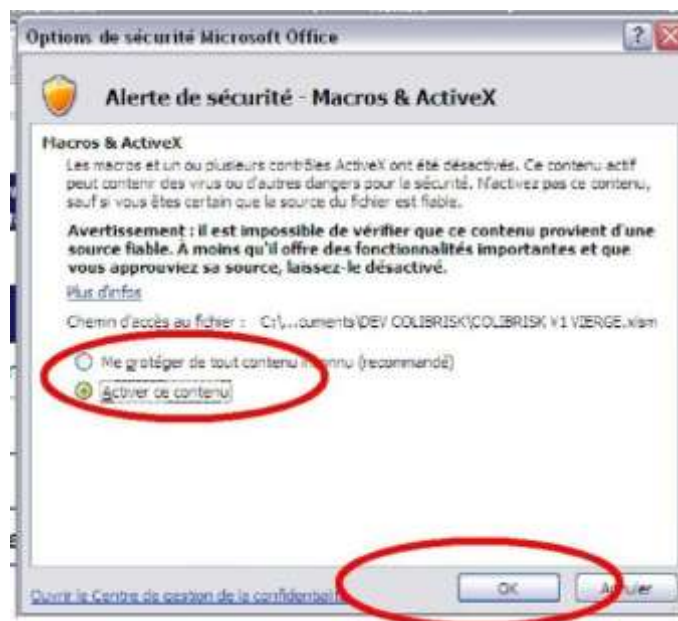 Options de sécurité Microsoft Office
Alerte de sécurité - Macros & ActiveX
Macros & ActiveX
Les macros et un ou plusieurs contrôles ActiveX ont été désactivés. Ce contenu actif
peut contenir des virus ou d'autres dangers pour la sécurité. N'activez pas ce contenu,
sauf si vous êtes certain que la source du fichier est fiable.
Avertissement : il est impossible de vérifier que ce contenu provient d'une
source fiable. À moins qu'il offre des fonctionnalités importantes et que
vous approuviez sa source, laissez-le désactivé.
Plus d'infos
Chemin d'accès au fichier : C:\,...cuments\DEV COLIBRISK\COLIBRISK V1 VIERGE.xlsm
Me protéger de tout contenu inconnu (recommandé)
Activer ce contenu
Ouvrir le Centre de gestion de la confidentialité
OK
Annuler